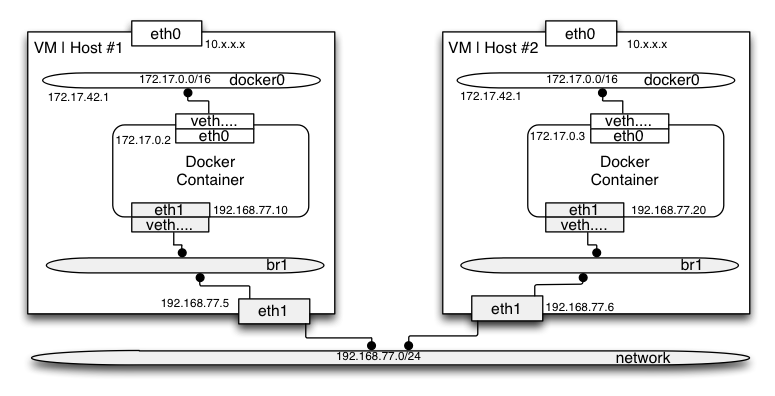 eth0
10.x.x.x
VM | Host #1
172.17.0.0/16
docker0
172.17.42.1
veth....
eth0
172.17.0.2
Docker
Container
eth1
192.168.77.10
veth....
br1
192.168.77.5
eth1
eth0
10.x.x.x
VM | Host #2
172.17.0.0/16
docker0
172.17.42.1
veth....
eth0
172.17.0.3
Docker
Container
eth1
192.168.77.20
veth....
br1
eth1
192.168.77.6
192.168.77.0/24
network